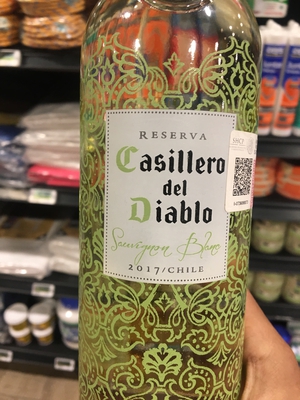 RESERVA
Casillero
del
Diablo
Sauvignon Blanc
2017/CHILE